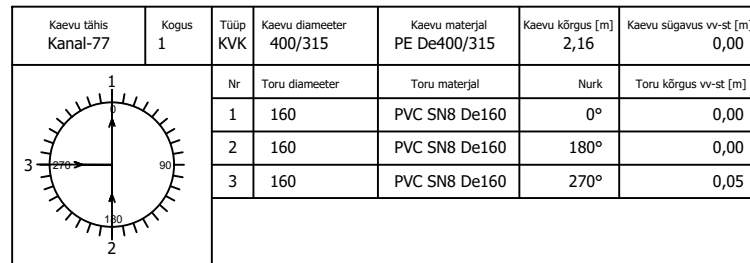 Kaevu tähis Kogus Tüüp Kaevu diameeter Kaevu materjal Kaevu kõrgus [m] Kaevu sügavus vv-st [m]
Kanal-77 1 KVK 400/315 PE De400/315 2,16 0,00
Nr Toru diameeter Toru materjal Nurk Toru kõrgus vv-st [m]
1 160 PVC SN8 De160 0° 0,00
2 160 PVC SN8 De160 180° 0,00
3 160 PVC SN8 De160 270° 0,05
1
0
3 270 90
180
2